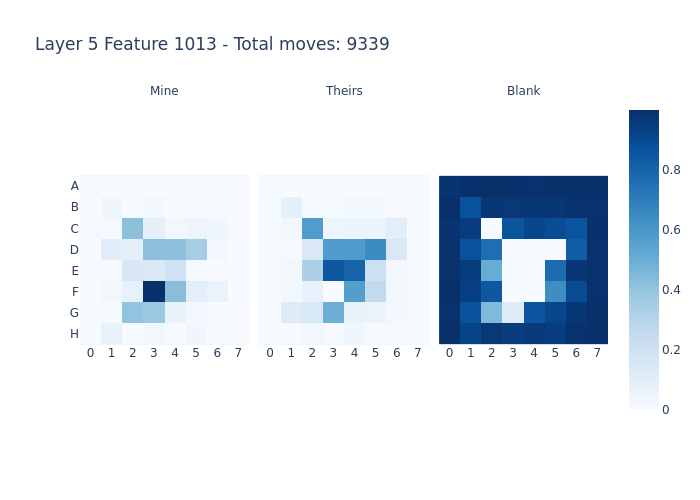 Layer 5 Feature 1013 - Total moves: 9339
Mine Theirs Blank
A
B
C
D
E
F
G
H
0 1 2 3 4 5 6 7 0 1 2 3 4 5 6 7 0 1 2 3 4 5 6 7
0.8
0.6
0.4
0.2
0